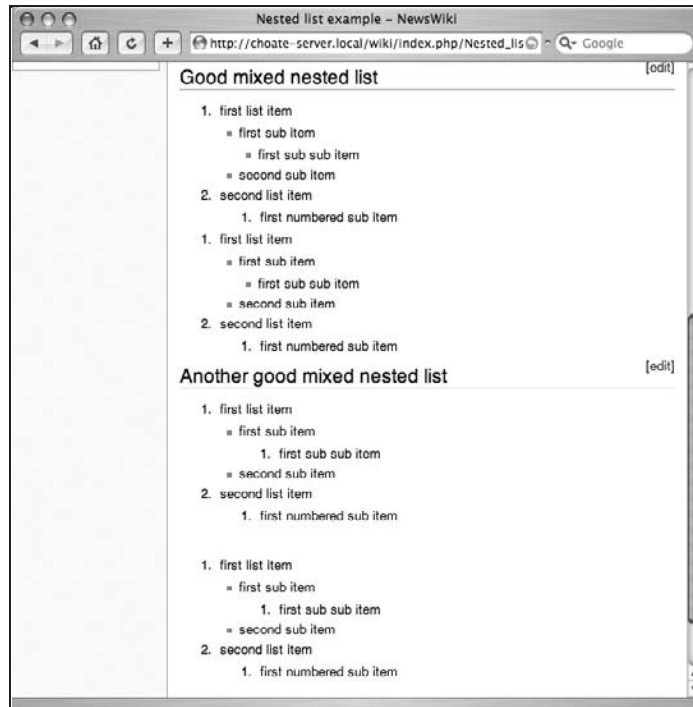 Nested list example – NewsWiki
http://choate-server.local/wiki/index.php/Nested_lis
Google
Good mixed nested list
[edit]
1. first list item
first sub item
first sub sub item
second sub item
2. second list item
1. first numbered sub item
1. first list item
first sub item
first sub sub item
second sub item
2. second list item
1. first numbered sub item
Another good mixed nested list
[edit]
1. first list item
first sub item
1. first sub sub item
second sub item
2. second list item
1. first numbered sub item
1. first list item
first sub item
1. first sub sub item
second sub item
2. second list item
1. first numbered sub item